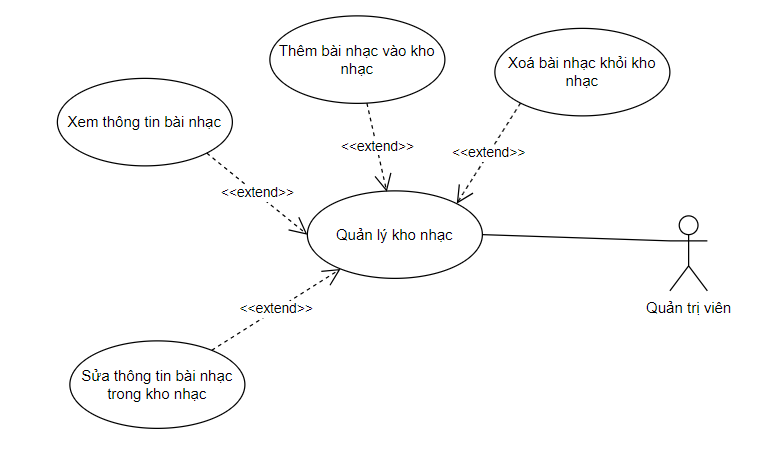 Thêm bài nhạc vào kho
nhạc
Xoá bài nhạc khỏi kho
nhạc
Xem thông tin bài nhạc
<<extend>>
<<extend>>
<<extend>>
Quản lý kho nhạc
<<extend>>
Quản trị viên
Sửa thông tin bài nhạc
trong kho nhạc